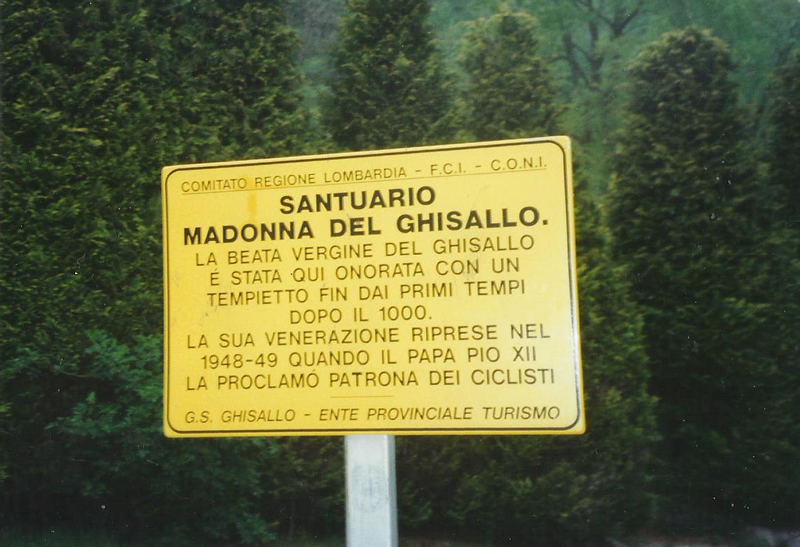 COMITATO REGIONE LOMBARDIA - F.C.I. - C.O.N.I.
SANTUARIO
MADONNA DEL GHISALLO.
LA BEATA VERGINE DEL GHISALLO
É STATA QUI ONORATA CON UN
TEMPIETTO FIN DAI PRIMI TEMPI
DOPO IL 1000.
LA SUA VENERAZIONE RIPRESE NEL
1948-49 QUANDO IL PAPA PIO XII
LA PROCLAMÓ PATRONA DEI CICLISTI
G.S. GHISALLO - ENTE PROVINCIALE TURISMO